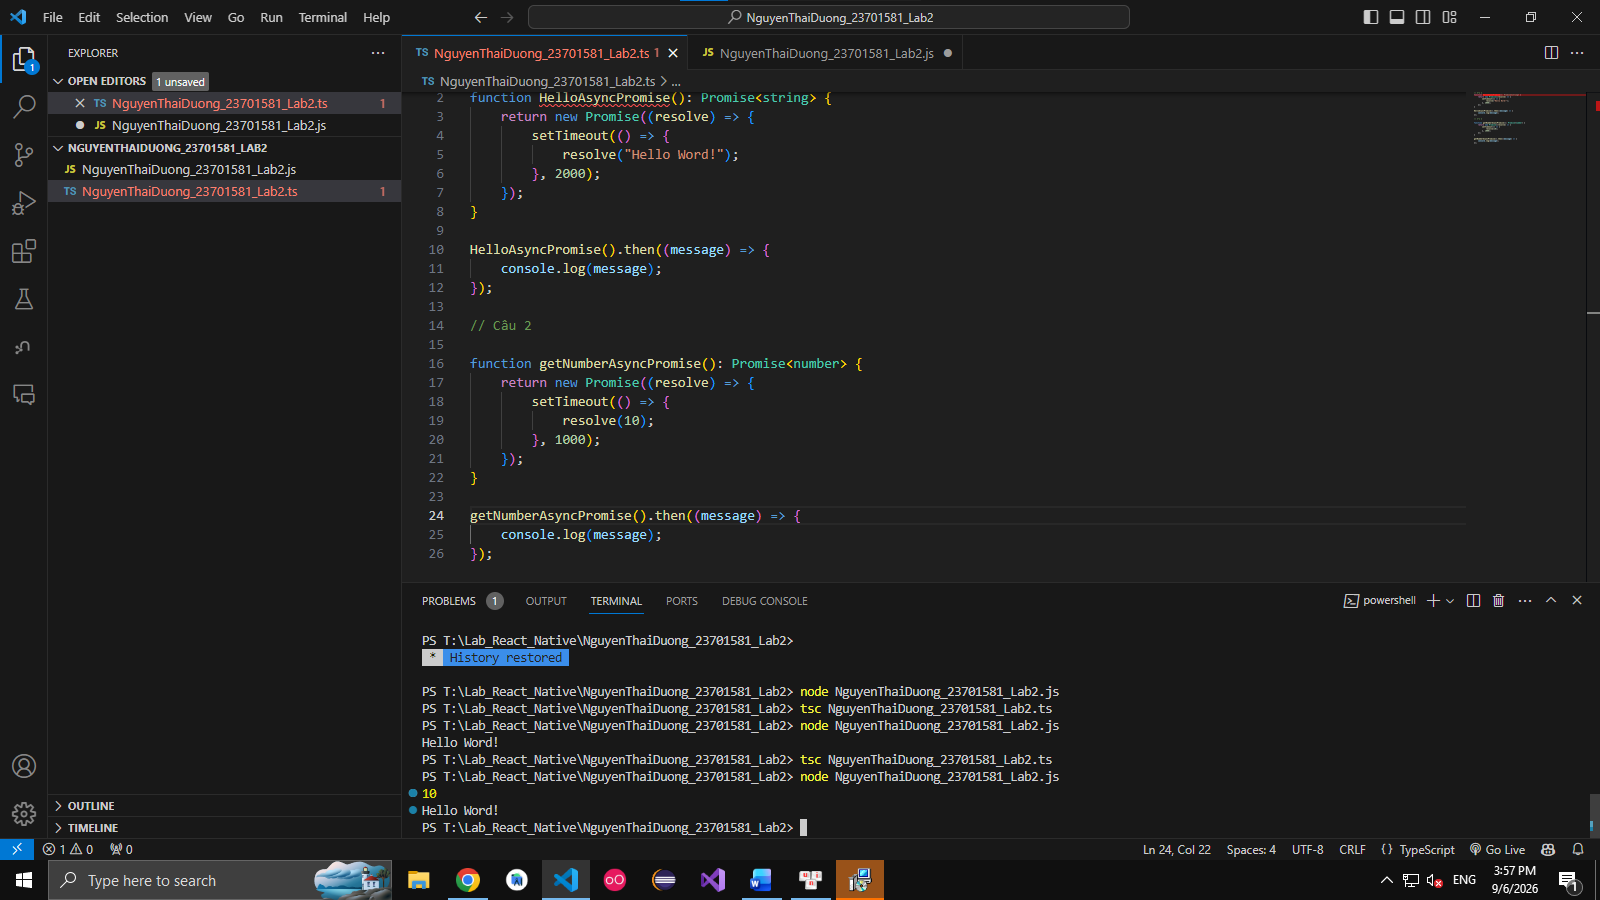 File Edit Selection View Go Run Terminal Help
NguyenThaiDuong_23701581_Lab2
EXPLORER
OPEN EDITORS 1 unsaved
TS NguyenThaiDuong_23701581_Lab2.ts 1
JS NguyenThaiDuong_23701581_Lab2.js
NGUYENTHAIDUONG_23701581_LAB2
JS NguyenThaiDuong_23701581_Lab2.js
TS NguyenThaiDuong_23701581_Lab2.ts 1
OUTLINE
TIMELINE
TS NguyenThaiDuong_23701581_Lab2.ts 1 JS NguyenThaiDuong_23701581_Lab2.js
TS NguyenThaiDuong_23701581_Lab2.ts > ...
2 function HelloAsyncPromise(): Promise<string> {
3 return new Promise((resolve) => {
4 setTimeout(() => {
5 resolve("Hello Word!");
6 }, 2000);
7 });
8 }
9
10 HelloAsyncPromise().then((message) => {
11 console.log(message);
12 });
13
14 // Câu 2
15
16 function getNumberAsyncPromise(): Promise<number> {
17 return new Promise((resolve) => {
18 setTimeout(() => {
19 resolve(10);
20 }, 1000);
21 });
22 }
23
24 getNumberAsyncPromise().then((message) => {
25 console.log(message);
26 });
PROBLEMS 1 OUTPUT TERMINAL PORTS DEBUG CONSOLE powershell
PS T:\Lab_React_Native\NguyenThaiDuong_23701581_Lab2>
* History restored
PS T:\Lab_React_Native\NguyenThaiDuong_23701581_Lab2> node NguyenThaiDuong_23701581_Lab2.js
PS T:\Lab_React_Native\NguyenThaiDuong_23701581_Lab2> tsc NguyenThaiDuong_23701581_Lab2.ts
PS T:\Lab_React_Native\NguyenThaiDuong_23701581_Lab2> node NguyenThaiDuong_23701581_Lab2.js
Hello Word!
PS T:\Lab_React_Native\NguyenThaiDuong_23701581_Lab2> tsc NguyenThaiDuong_23701581_Lab2.ts
PS T:\Lab_React_Native\NguyenThaiDuong_23701581_Lab2> node NguyenThaiDuong_23701581_Lab2.js
10
Hello Word!
PS T:\Lab_React_Native\NguyenThaiDuong_23701581_Lab2>
1 0 0 Ln 24, Col 22 Spaces: 4 UTF-8 CRLF {} TypeScript Go Live
Type here to search
ENG
3:57 PM
9/6/2026
1